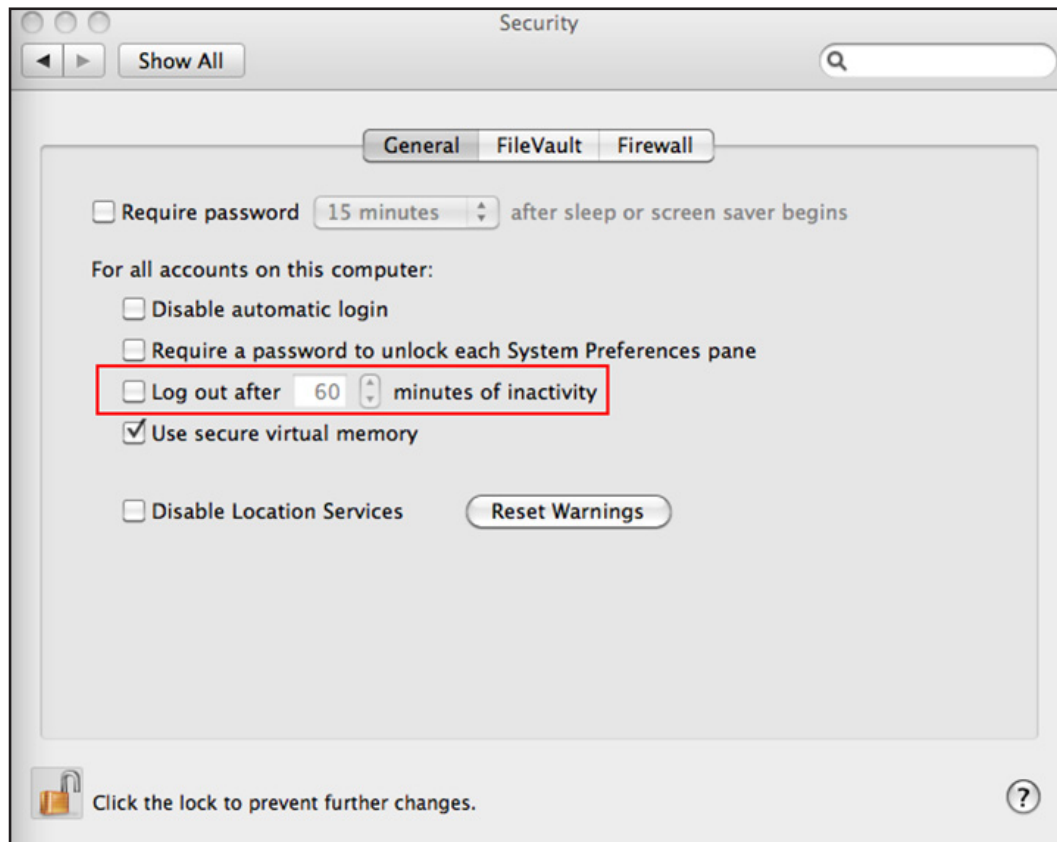 Security
Show All
General FileVault Firewall
Require password 15 minutes after sleep or screen saver begins
For all accounts on this computer:
Disable automatic login
Require a password to unlock each System Preferences pane
Log out after 60 minutes of inactivity
Use secure virtual memory
Disable Location Services Reset Warnings
Click the lock to prevent further changes. ?